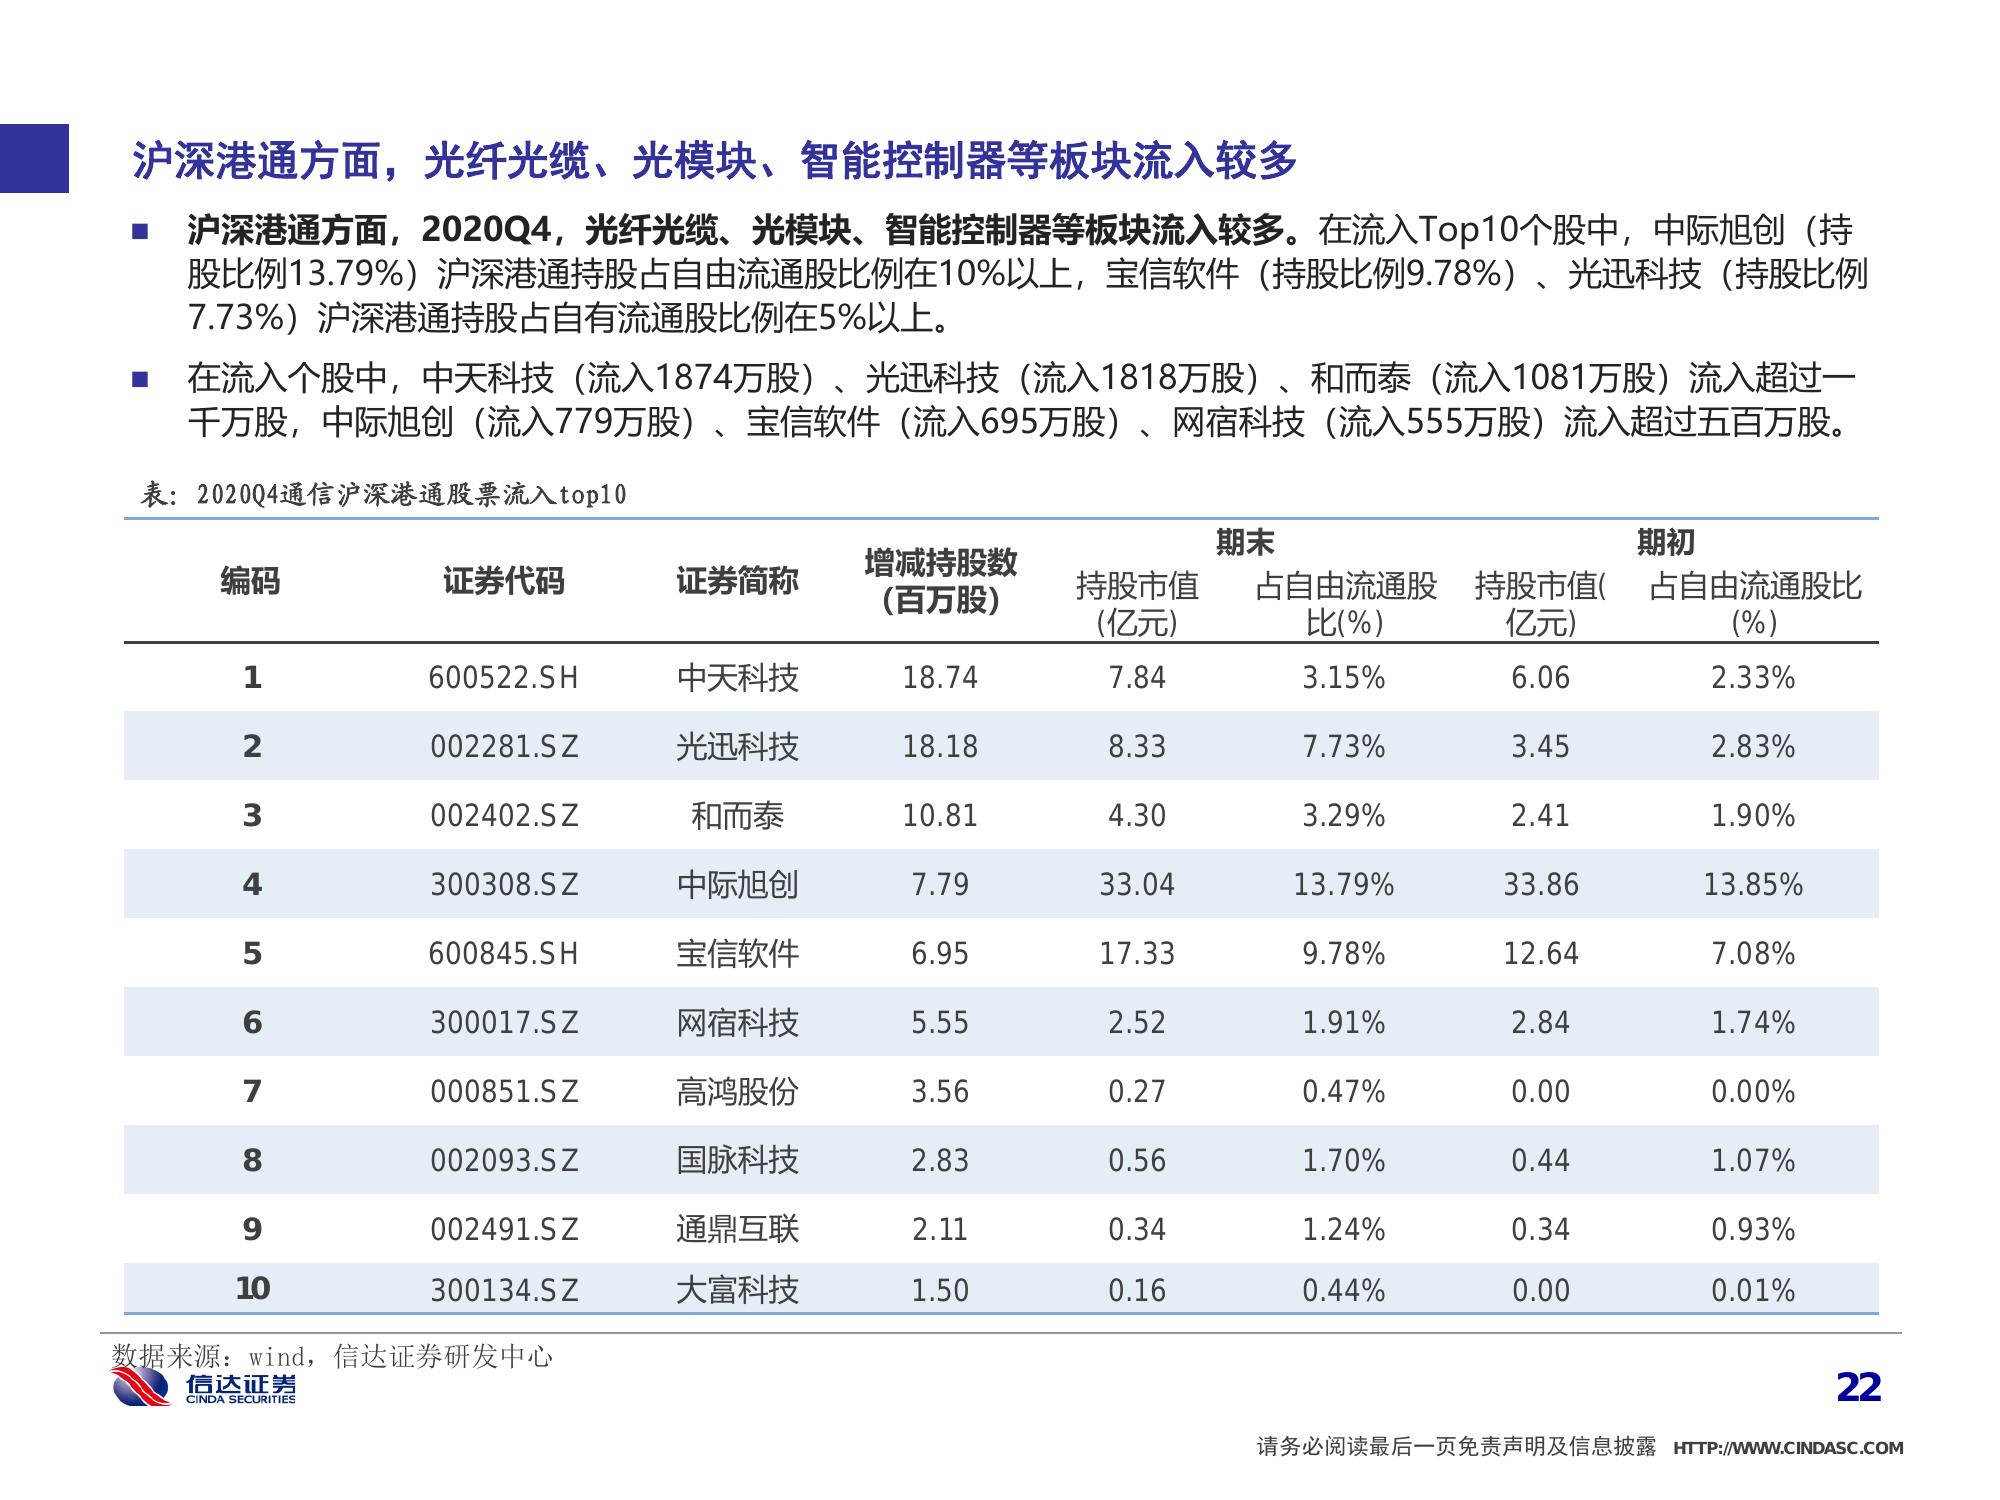 沪深港通方面，光纤光缆、光模块、智能控制器等板块流入较多
■ 沪深港通方面，2020Q4，光纤光缆、光模块、智能控制器等板块流入较多。在流入Top10个股中，中际旭创（持
股比例13.79%）沪深港通持股占自由流通股比例在10%以上，宝信软件（持股比例9.78%）、光迅科技（持股比例
7.73%）沪深港通持股占自有流通股比例在5%以上。
■ 在流入个股中，中天科技（流入1874万股）、光迅科技（流入1818万股）、和而泰（流入1081万股）流入超过一
千万股，中际旭创（流入779万股）、宝信软件（流入695万股）、网宿科技（流入555万股）流入超过五百万股。
表：2020Q4通信沪深港通股票流入top10
期末 期初
编码 证券代码 证券简称 增减持股数
(百万股)
持股市值
(亿元)
占自由流通股
比(%)
持股市值(
亿元)
占自由流通股比
(%)
1 600522.SH 中天科技 18.74 7.84 3.15% 6.06 2.33%
2 002281.SZ 光迅科技 18.18 8.33 7.73% 3.45 2.83%
3 002402.SZ 和而泰 10.81 4.30 3.29% 2.41 1.90%
4 300308.SZ 中际旭创 7.79 33.04 13.79% 33.86 13.85%
5 600845.SH 宝信软件 6.95 17.33 9.78% 12.64 7.08%
6 300017.SZ 网宿科技 5.55 2.52 1.91% 2.84 1.74%
7 000851.SZ 高鸿股份 3.56 0.27 0.47% 0.00 0.00%
8 002093.SZ 国脉科技 2.83 0.56 1.70% 0.44 1.07%
9 002491.SZ 通鼎互联 2.11 0.34 1.24% 0.34 0.93%
10 300134.SZ 大富科技 1.50 0.16 0.44% 0.00 0.01%
数据来源：wind，信达证券研发中心
信达证券
CINDA SECURITIES
22
请务必阅读最后一页免责声明及信息披露 HTTP://WWW.CINDASC.COM